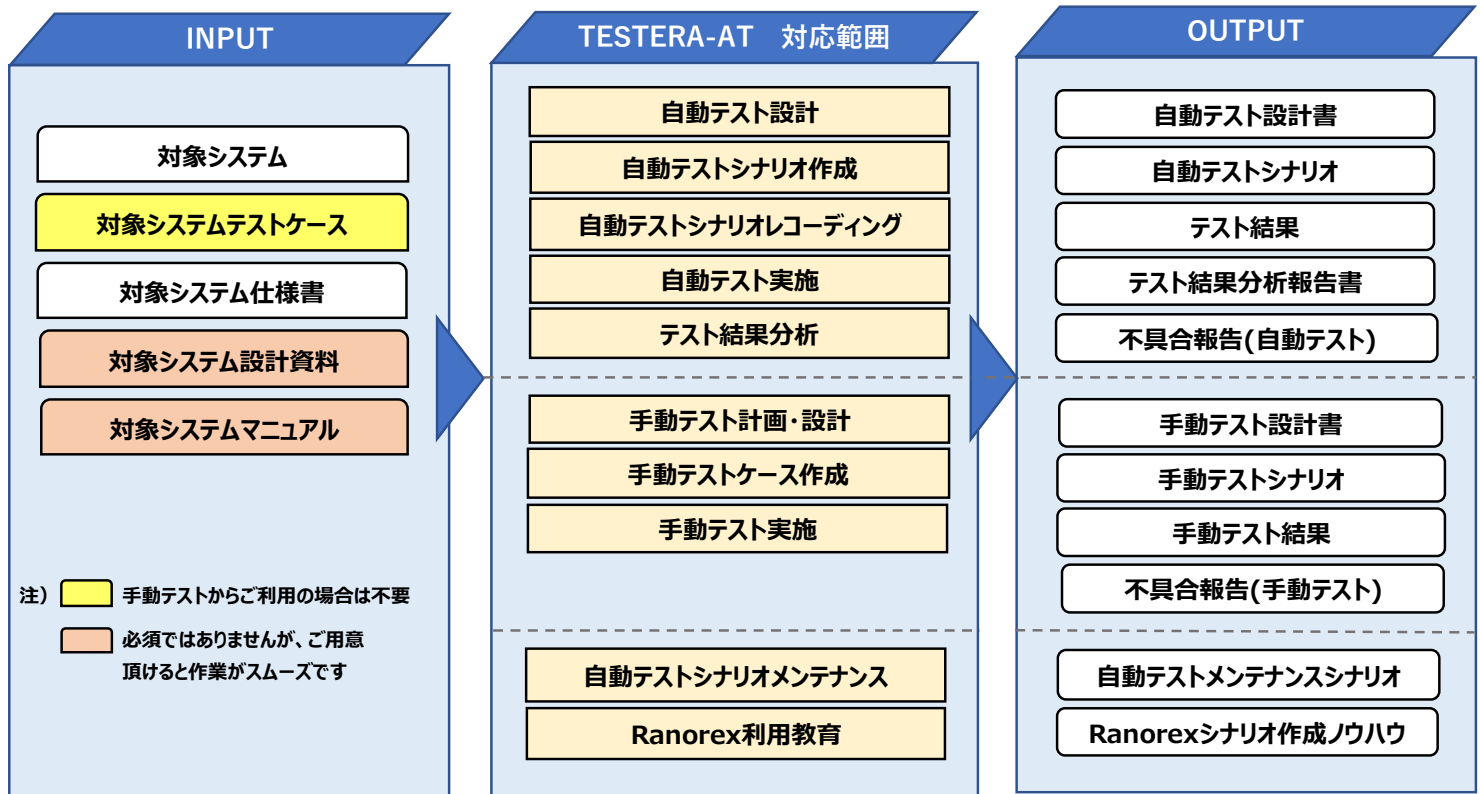 INPUT
対象システム
対象システムテストケース
対象システム仕様書
対象システム設計資料
対象システムマニュアル
注） 手動テストからご利用の場合は不要
必須ではありませんが、ご用意
頂けると作業がスムーズです
TESTERA-AT 対応範囲
自動テスト設計
自動テストシナリオ作成
自動テストシナリオレコーディング
自動テスト実施
テスト結果分析
手動テスト計画・設計
手動テストケース作成
手動テスト実施
自動テストシナリオメンテナンス
Ranorex利用教育
OUTPUT
自動テスト設計書
自動テストシナリオ
テスト結果
テスト結果分析報告書
不具合報告(自動テスト)
手動テスト設計書
手動テストシナリオ
手動テスト結果
不具合報告(手動テスト)
自動テストメンテナンスシナリオ
Ranorexシナリオ作成ノウハウ